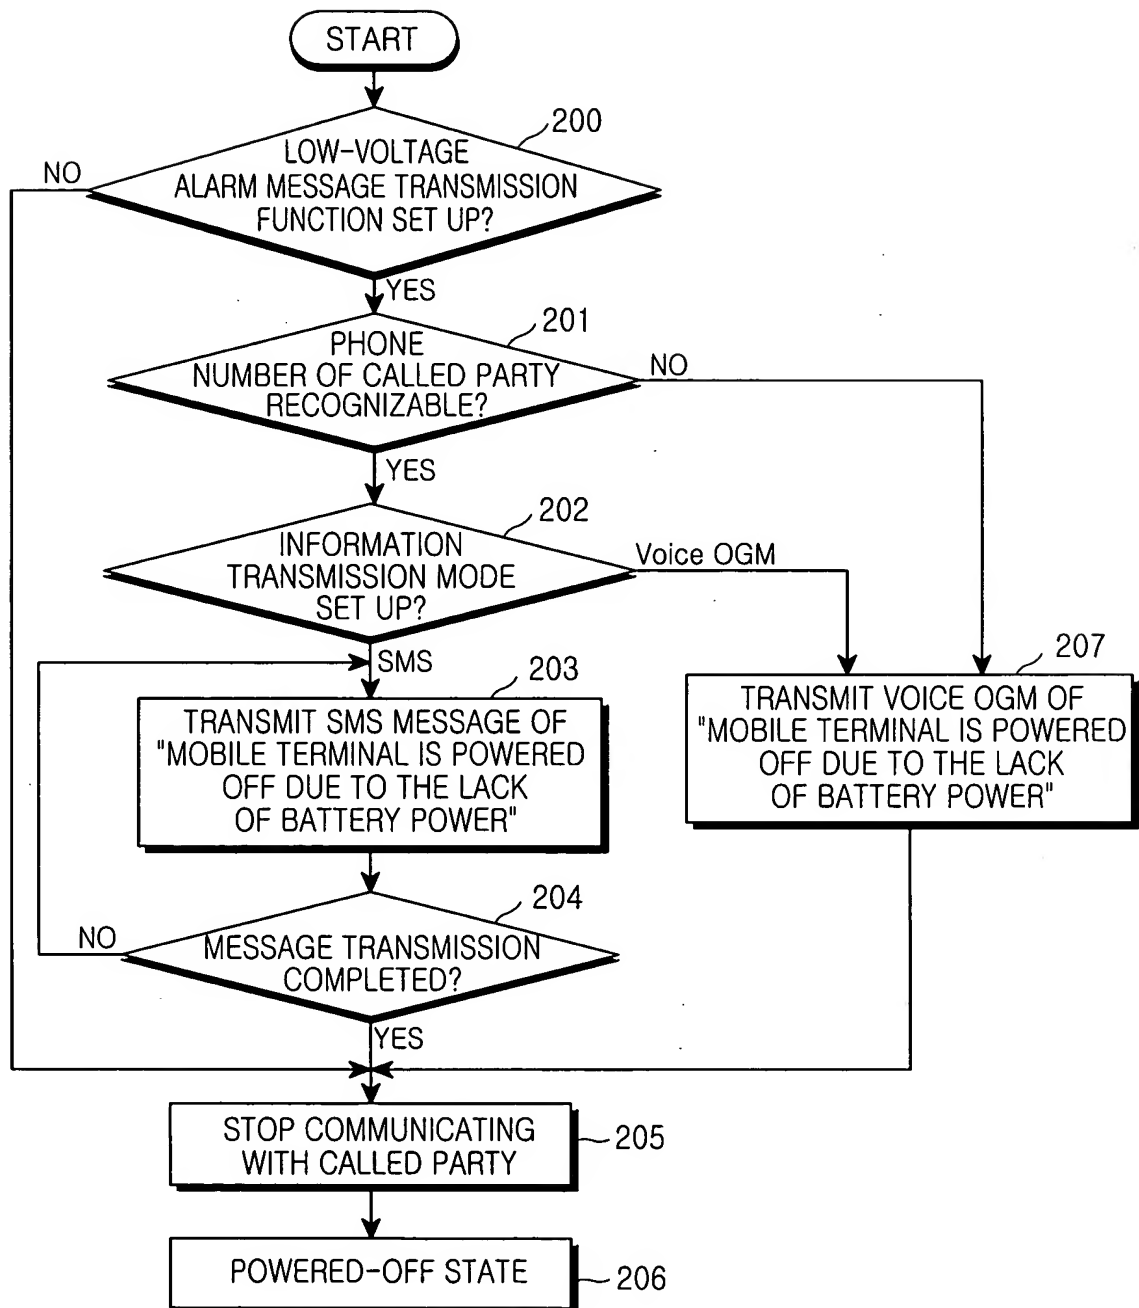 START
200
LOW-VOLTAGE
ALARM MESSAGE TRANSMISSION
FUNCTION SET UP?
NO
YES
201
PHONE
NUMBER OF CALLED PARTY
RECOGNIZABLE?
NO
YES
202
INFORMATION
TRANSMISSION MODE
SET UP?
Voice OGM
SMS
203
TRANSMIT SMS MESSAGE OF
"MOBILE TERMINAL IS POWERED
OFF DUE TO THE LACK
OF BATTERY POWER"
207
TRANSMIT VOICE OGM OF
"MOBILE TERMINAL IS POWERED
OFF DUE TO THE LACK
OF BATTERY POWER"
204
MESSAGE TRANSMISSION
COMPLETED?
NO
YES
STOP COMMUNICATING
WITH CALLED PARTY
205
POWERED-OFF STATE
206